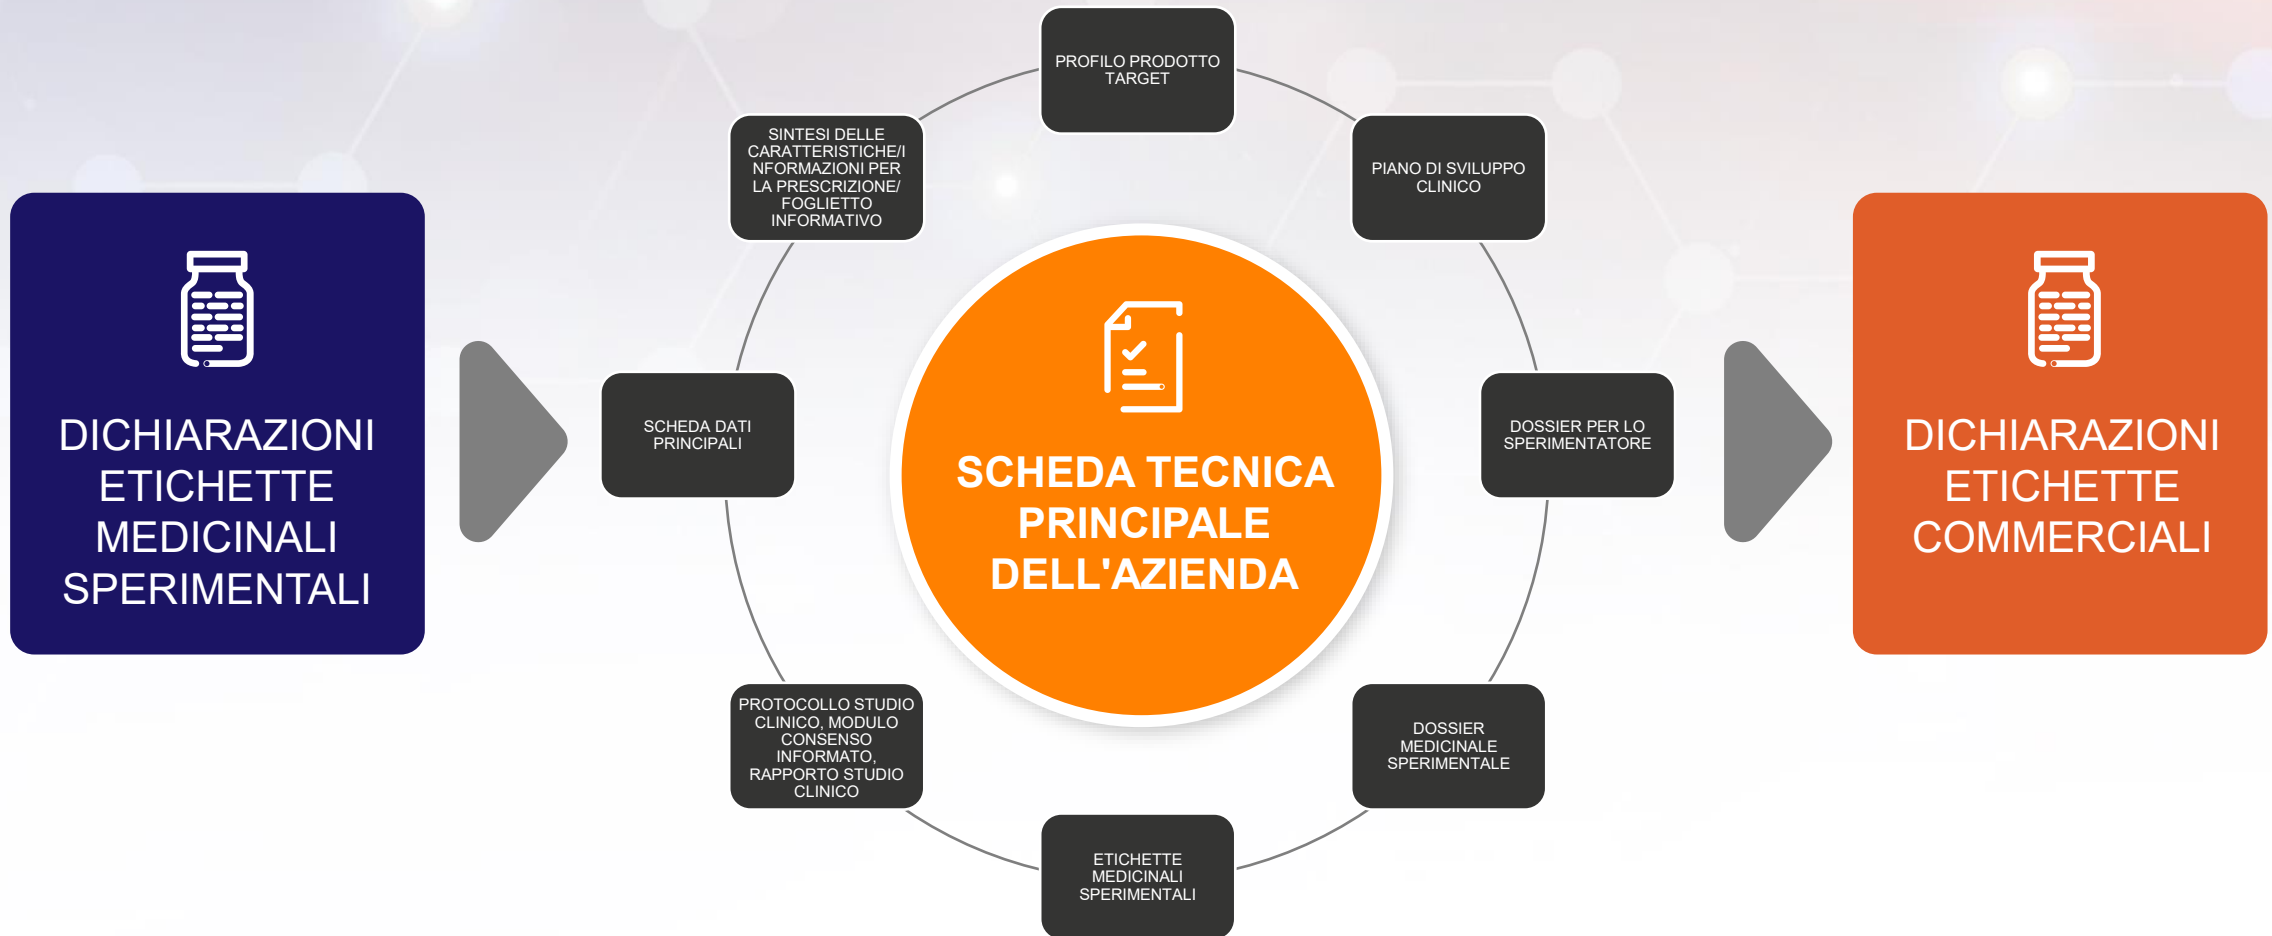 DICHIARAZIONI
ETICHETTE
MEDICINALI
SPERIMENTALI
PROFILO PRODOTTO
TARGET
PIANO DI SVILUPPO
CLINICO
DOSSIER PER LO
SPERIMENTATORE
DOSSIER
MEDICINALE
SPERIMENTALE
ETICHETTE
MEDICINALI
SPERIMENTALI
PROTOCOLLO STUDIO
CLINICO, MODULO
CONSENSO
INFORMATO,
RAPPORTO STUDIO
CLINICO
SCHEDA DATI
PRINCIPALI
SINTESI DELLE
CARATTERISTICHE/I
NFORMAZIONI PER
LA PRESCRIZIONE/
FOGLIETTO
INFORMATIVO
SCHEDA TECNICA
PRINCIPALE
DELL'AZIENDA
DICHIARAZIONI
ETICHETTE
COMMERCIALI